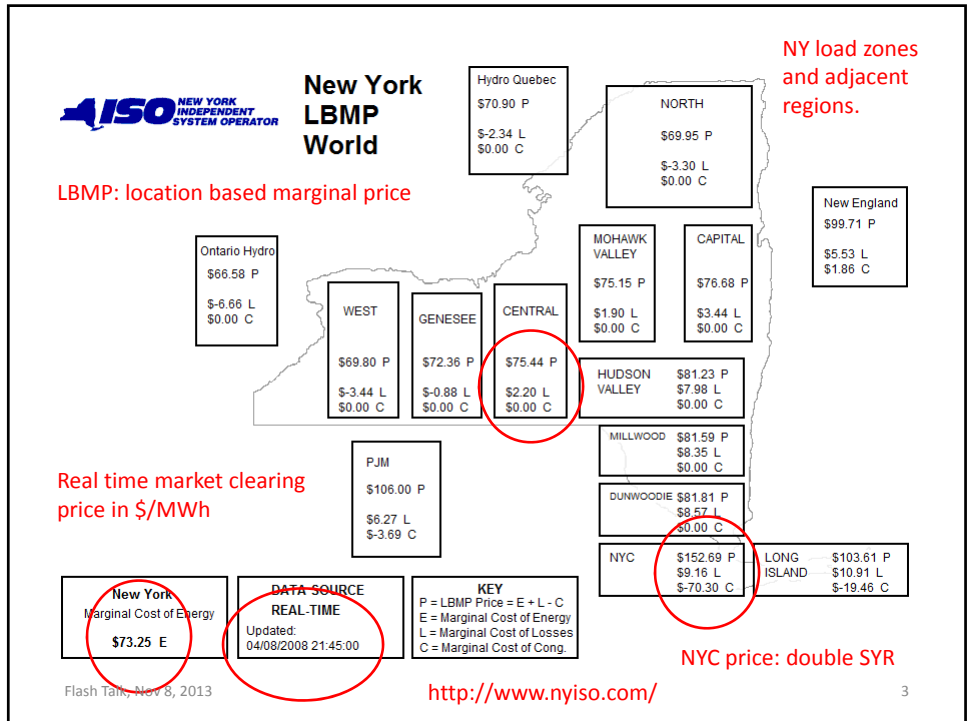 NY load zones
and adjacent
regions.
ISO NEW YORK
INDEPENDENT
SYSTEM OPERATOR
New York
LBMP
World
LBMP: location based marginal price
Hydro Quebec
$70.90 P
$-2.34 L
$0.00 C
NORTH
$69.95 P
$-3.30 L
$0.00 C
New England
$99.71 P
$5.53 L
$1.86 C
Ontario Hydro
$66.58 P
$-6.66 L
$0.00 C
WEST
$69.80 P
$-3.44 L
$0.00 C
GENESEE
$72.36 P
$-0.88 L
$0.00 C
CENTRAL
$75.44 P
$2.20 L
$0.00 C
MOHAWK
VALLEY
$75.15 P
$1.90 L
$0.00 C
CAPITAL
$76.68 P
$3.44 L
$0.00 C
HUDSON $81.23 P
VALLEY $7.98 L
$0.00 C
MILLWOOD $81.59 P
$8.35 L
$0.00 C
DUNWOODIE $81.81 P
$8.57 L
$0.00 C
PJM
$106.00 P
$6.27 L
$-3.69 C
Real time market clearing
price in $/MWh
NYC $152.69 P
$9.16 L
$-70.30 C
LONG $103.61 P
ISLAND $10.91 L
$-19.46 C
New York
Marginal Cost of Energy
$73.25 E
DATA SOURCE
REAL-TIME
Updated:
04/08/2008 21:45:00
KEY
P = LBMP Price = E + L - C
E = Marginal Cost of Energy
L = Marginal Cost of Losses
C = Marginal Cost of Cong.
NYC price: double SYR
Flash Talk, Nov 8, 2013
http://www.nyiso.com/
3